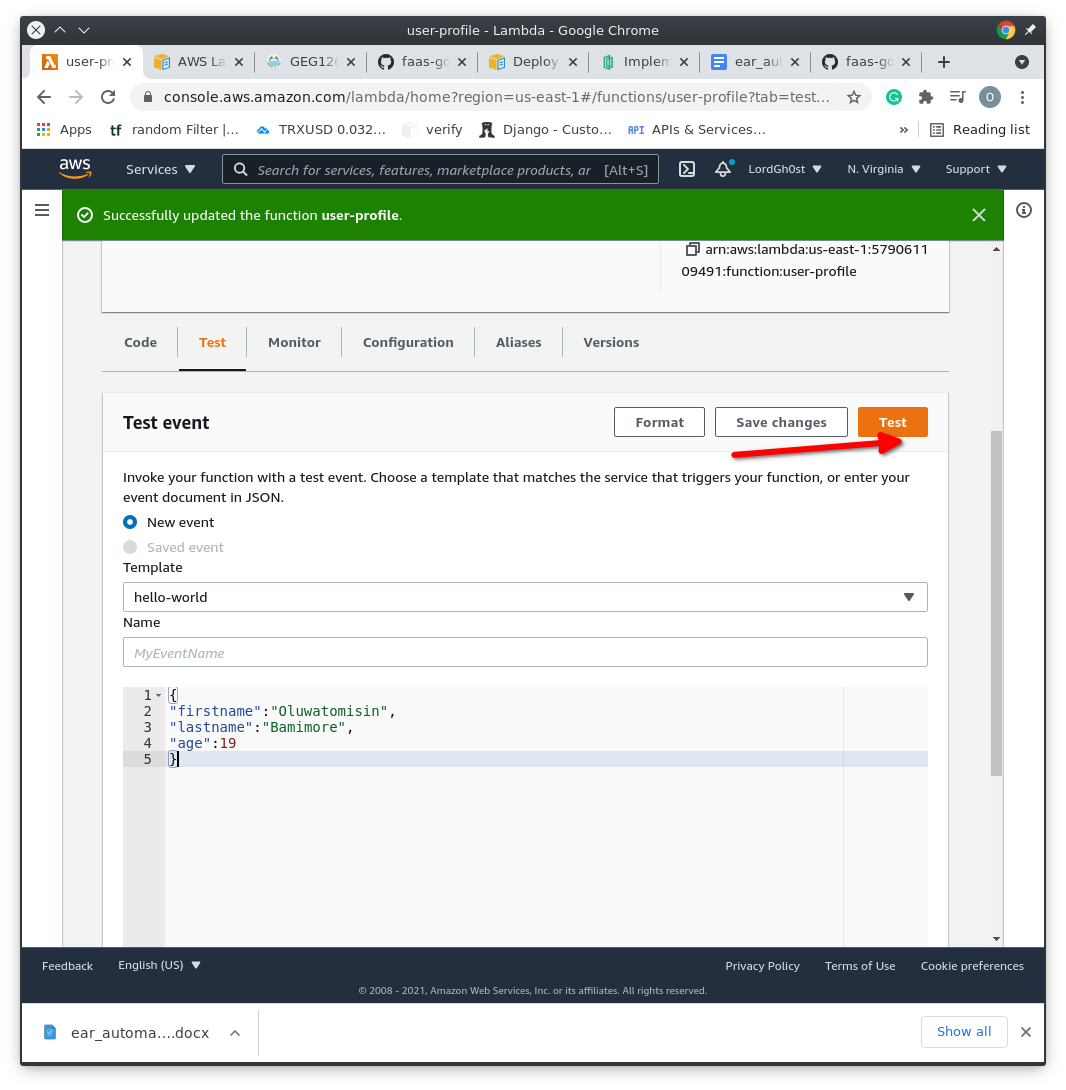 user-profile - Lambda - Google Chrome
user-pr
AWS La
GEG12
faas-go
Deploy
Implem
ear_aut
faas-go
console.aws.amazon.com/lambda/home?region=us-east-1#/functions/user-profile?tab=test...
O
Apps
tf random Filter |...
TRXUSD 0.032...
verify
Django - Custo...
API APIs & Services...
»
Reading list
aws
Services
Search for services, features, marketplace products, ar [Alt+S]
LordGh0st
N. Virginia
Support
Successfully updated the function user-profile.
arn:aws:lambda:us-east-1:5790611
09491:function:user-profile
Code
Test
Monitor
Configuration
Aliases
Versions
Test event
Format
Save changes
Test
Invoke your function with a test event. Choose a template that matches the service that triggers your function, or enter your
event document in JSON.
New event
Saved event
Template
hello-world
Name
MyEventName
1 {
2 "firstname":"Oluwatomisin",
3 "lastname":"Bamimore",
4 "age":19
5 }
Feedback
English (US)
Privacy Policy
Terms of Use
Cookie preferences
© 2008 - 2021, Amazon Web Services, Inc. or its affiliates. All rights reserved.
ear_automa....docx
Show all